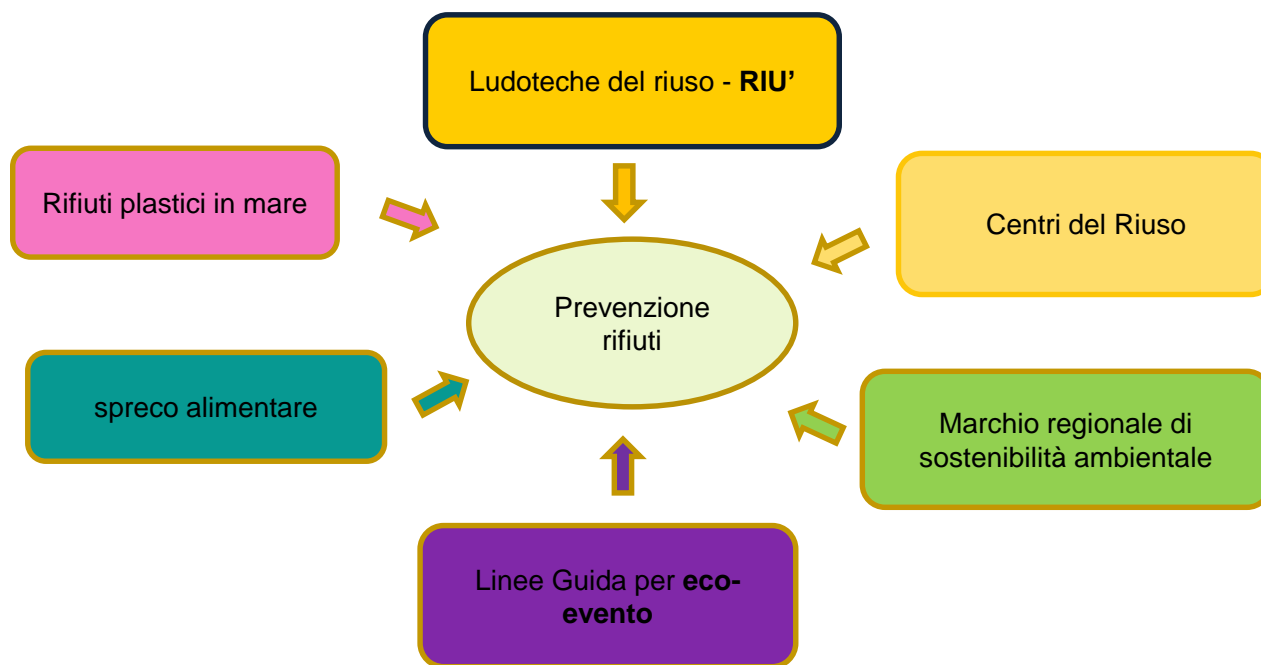 Ludoteche del riuso - RIU'
Rifiuti plastici in mare
Centri del Riuso
Prevenzione
rifiuti
spreco alimentare
Marchio regionale di
sostenibilità ambientale
Linee Guida per eco-
evento